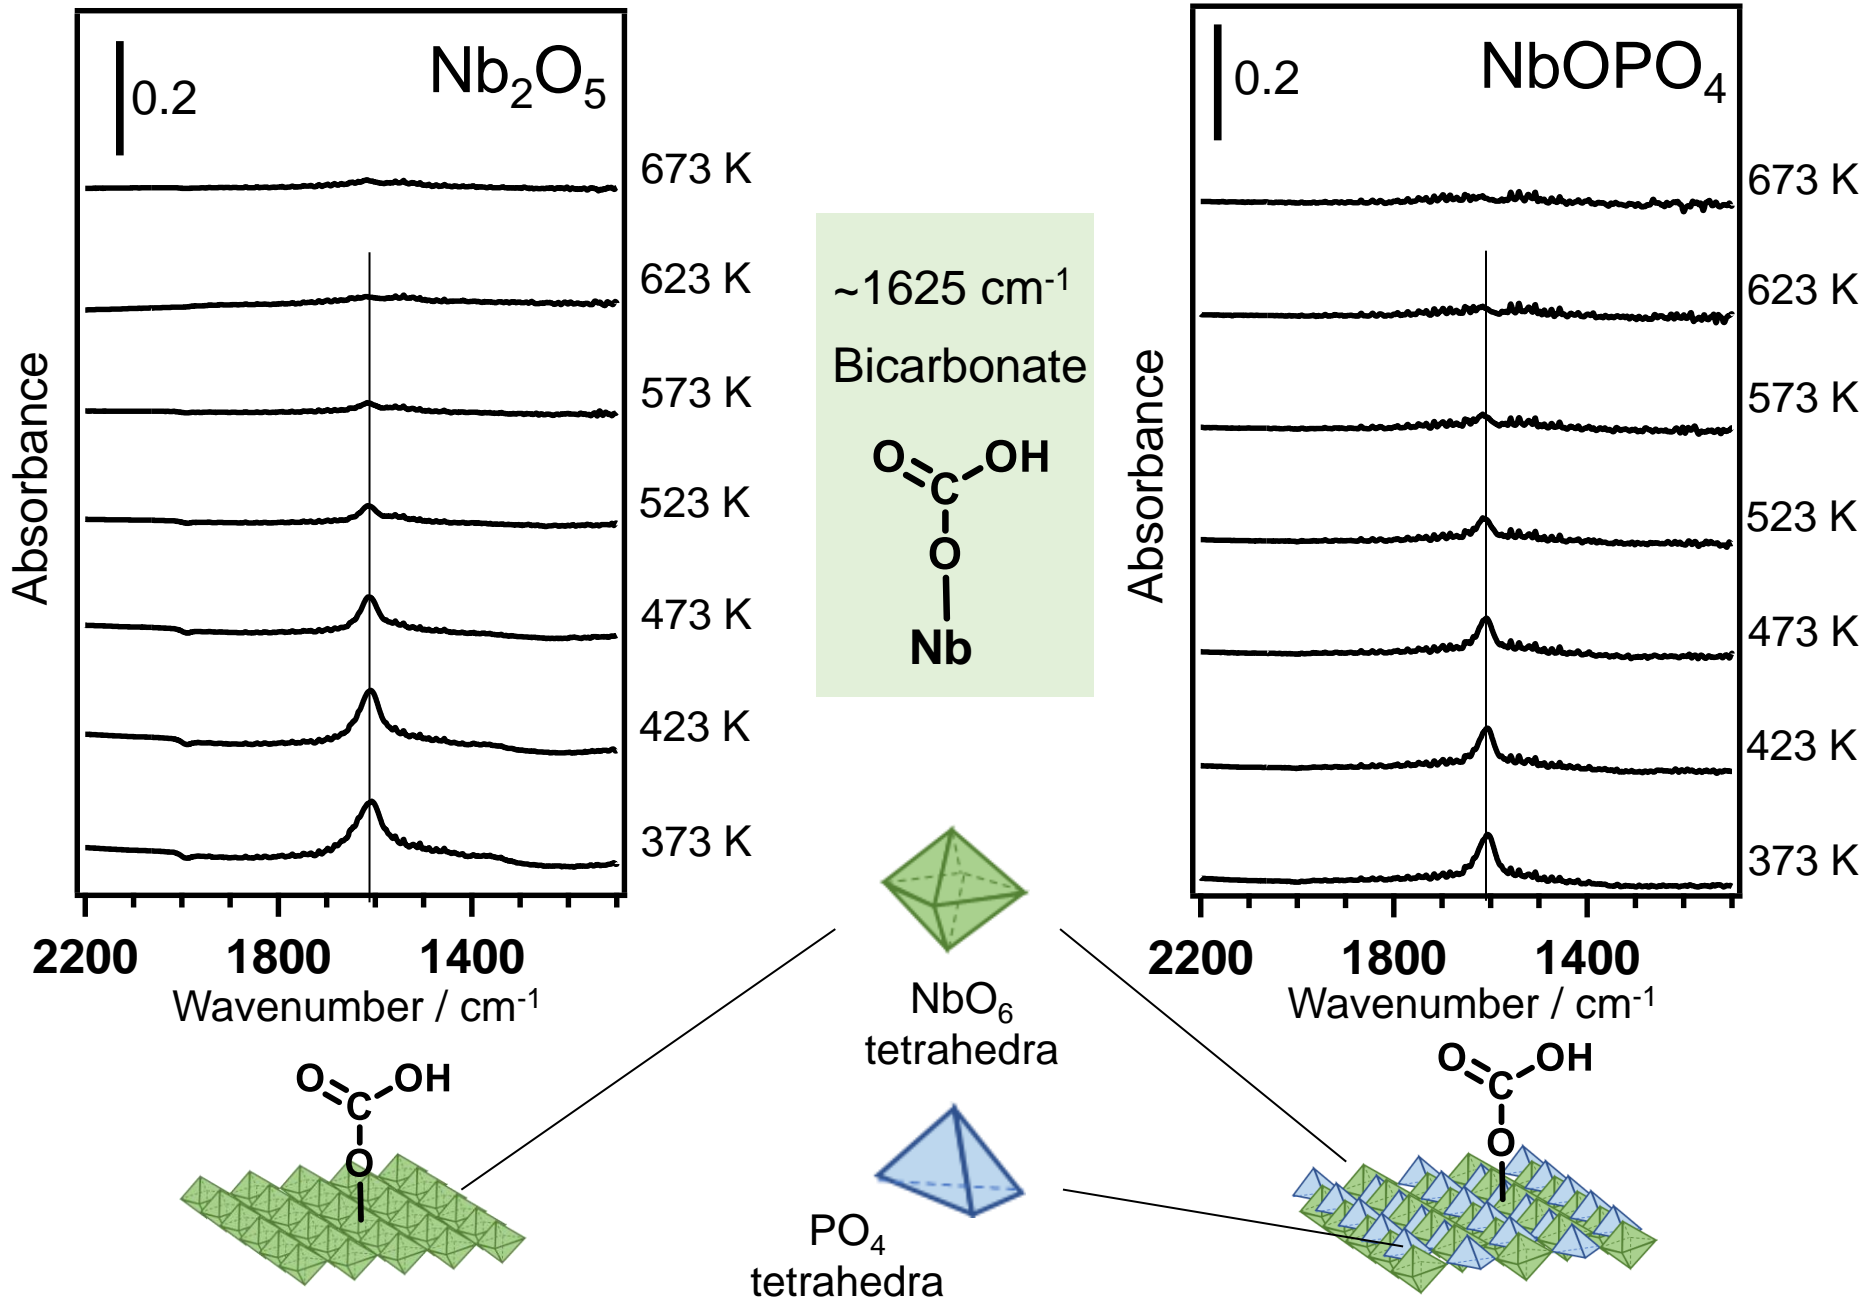 Nb₂O₅
0.2
673 K
623 K
573 K
523 K
473 K
423 K
373 K
Absorbance
2200 1800 1400
Wavenumber / cm⁻¹
~1625 cm⁻¹
Bicarbonate
O OH
C
O
Nb
NbOPO₄
0.2
673 K
623 K
573 K
523 K
473 K
423 K
373 K
Absorbance
2200 1800 1400
Wavenumber / cm⁻¹
NbO₆
tetrahedra
PO₄
tetrahedra
O OH
C
O
O OH
C
O